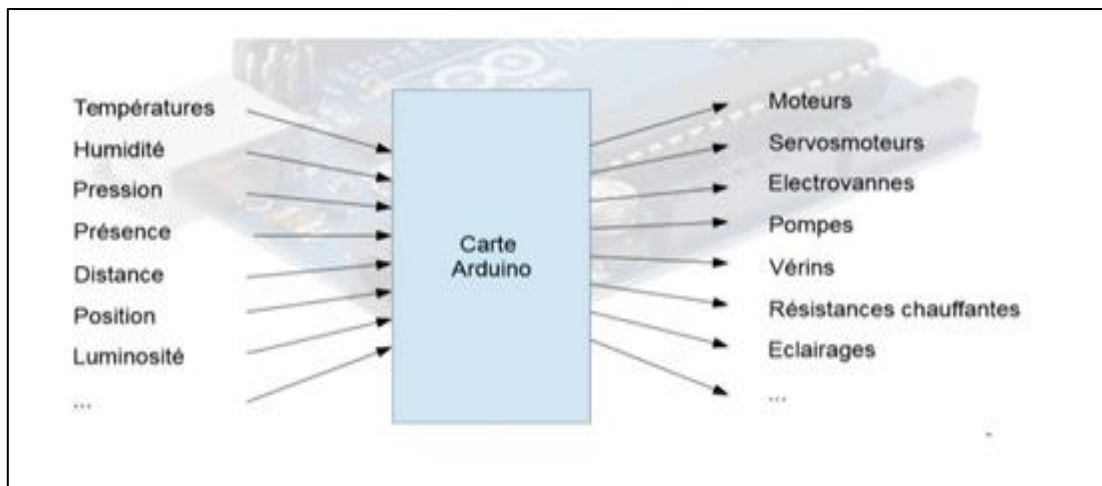 Températures
Humidité
Pression
Présence
Distance
Position
Luminosité
...
Carte
Arduino
Moteurs
Servosmoteurs
Electrovannes
Pompes
Vérins
Résistances chauffantes
Eclairages
...